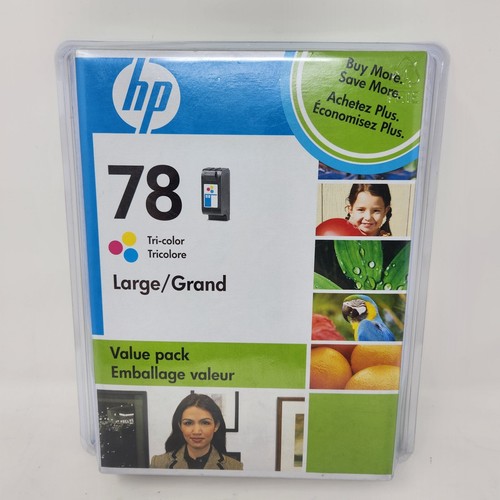 hp
Buy More.
Save More.
Achetez Plus.
Économisez Plus.
78
Tri-color
Tricolore
Large/Grand
Value pack
Emballage valeur